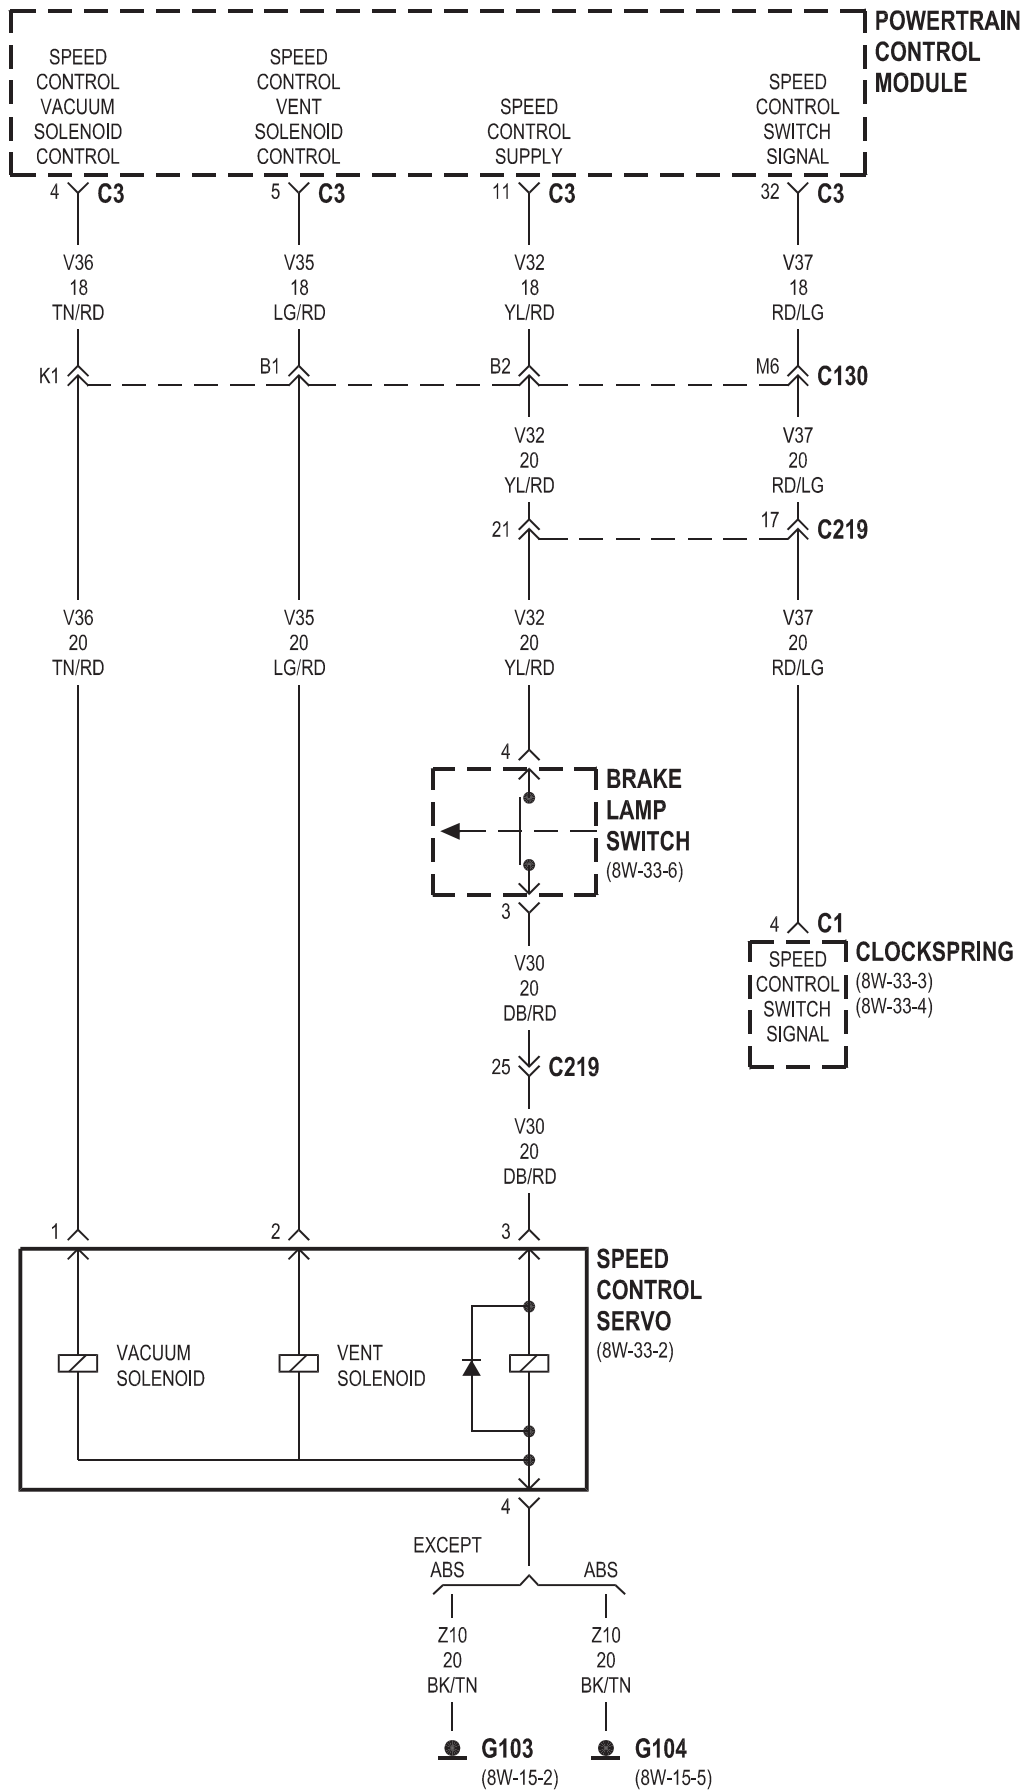 POWERTRAIN
CONTROL
MODULE
SPEED
CONTROL
VACUUM
SOLENOID
CONTROL
SPEED
CONTROL
VENT
SOLENOID
CONTROL
SPEED
CONTROL
SUPPLY
SPEED
CONTROL
SWITCH
SIGNAL
4 C3
5 C3
11 C3
32 C3
V36
18
TN/RD
V35
18
LG/RD
V32
18
YL/RD
V37
18
RD/LG
K1
B1
B2
M6 C130
V32
20
YL/RD
V37
20
RD/LG
21
17 C219
V36
20
TN/RD
V35
20
LG/RD
V32
20
YL/RD
V37
20
RD/LG
4
BRAKE
LAMP
SWITCH
(8W-33-6)
3
4 C1
CLOCKSPRING
(8W-33-3)
(8W-33-4)
SPEED
CONTROL
SWITCH
SIGNAL
V30
20
DB/RD
25 C219
V30
20
DB/RD
1
2
3
SPEED
CONTROL
SERVO
(8W-33-2)
VACUUM
SOLENOID
VENT
SOLENOID
4
EXCEPT
ABS
ABS
Z10
20
BK/TN
Z10
20
BK/TN
G103
(8W-15-2)
G104
(8W-15-5)